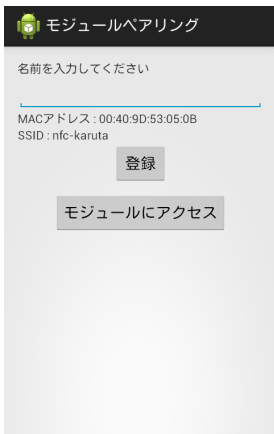 モジュールペアリング
名前を入力してください
MACアドレス : 00:40:9D:53:05:0B
SSID : nfc-karuta
登録
モジュールにアクセス